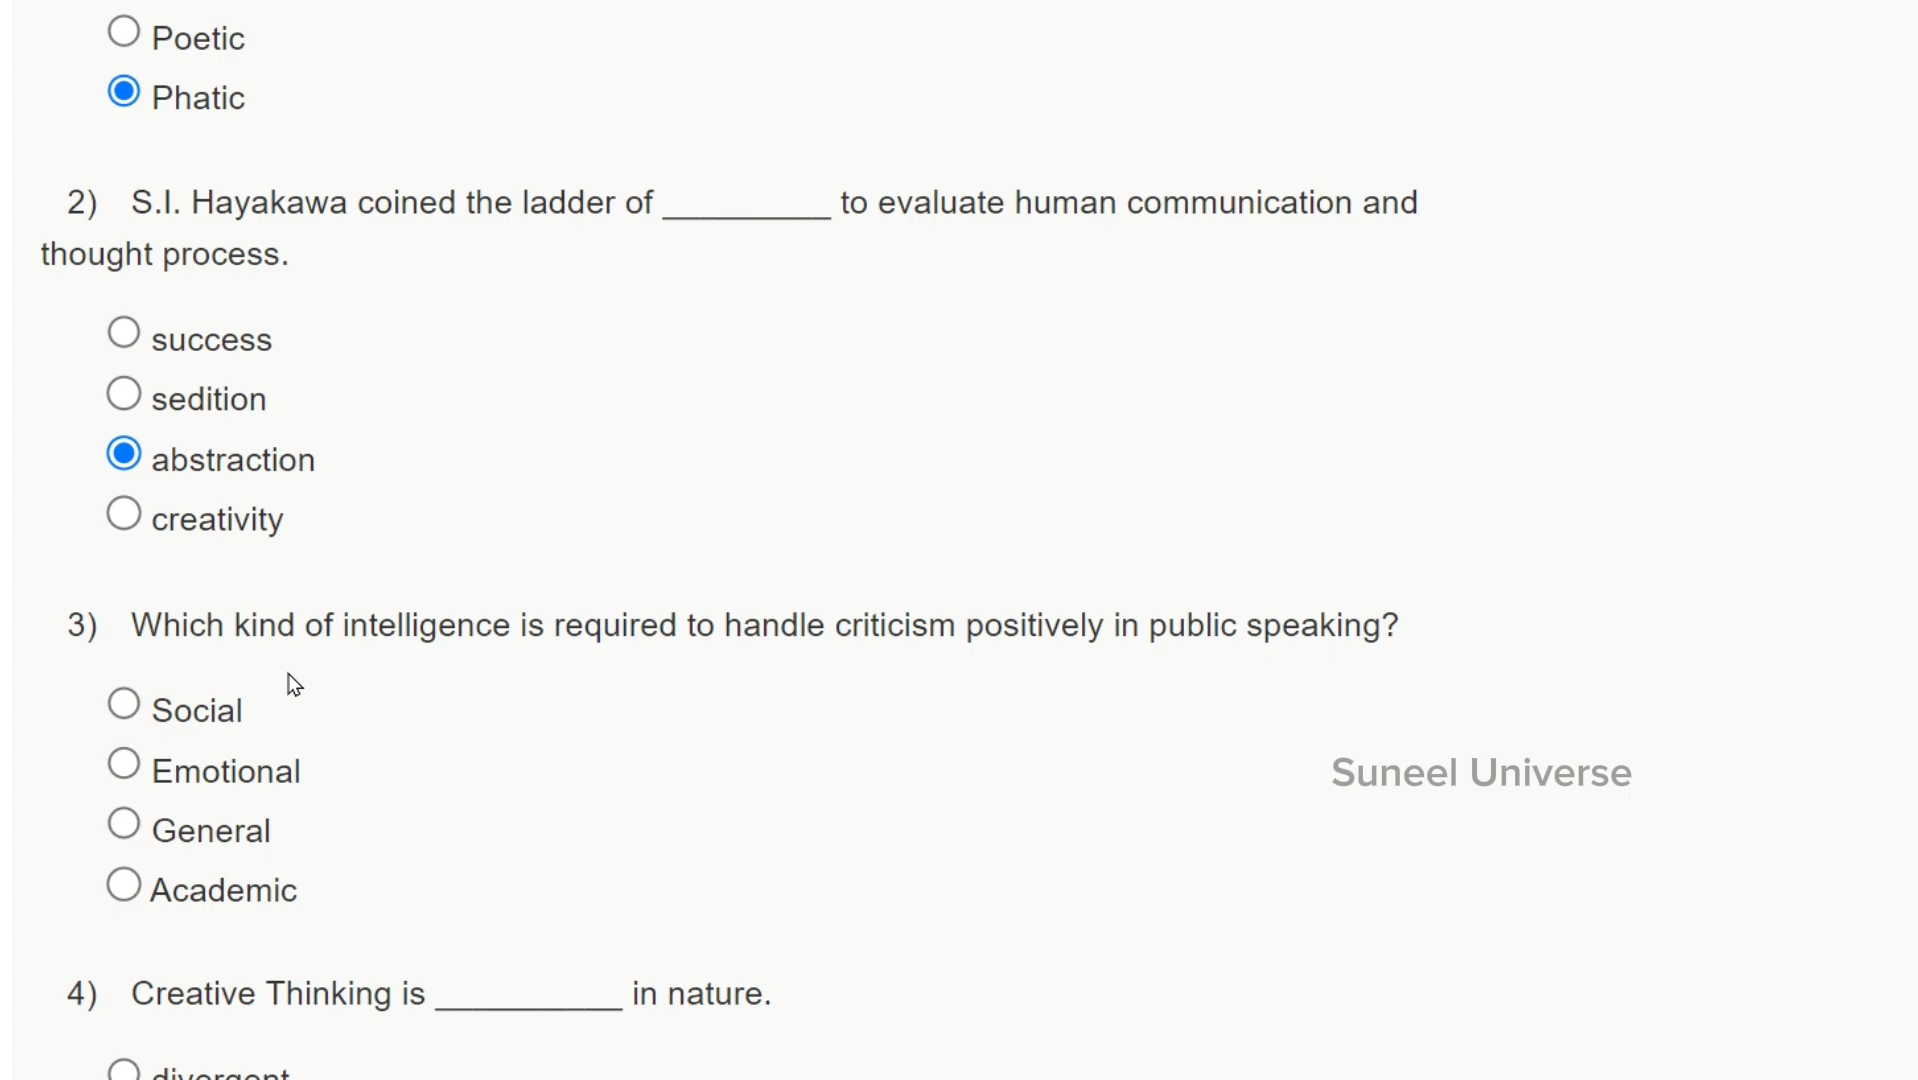 Poetic
Phatic
2) S.I. Hayakawa coined the ladder of _________ to evaluate human communication and
thought process.
success
sedition
abstraction
creativity
3) Which kind of intelligence is required to handle criticism positively in public speaking?
Social
Emotional
Suneel Universe
General
Academic
4) Creative Thinking is __________ in nature.
divergent